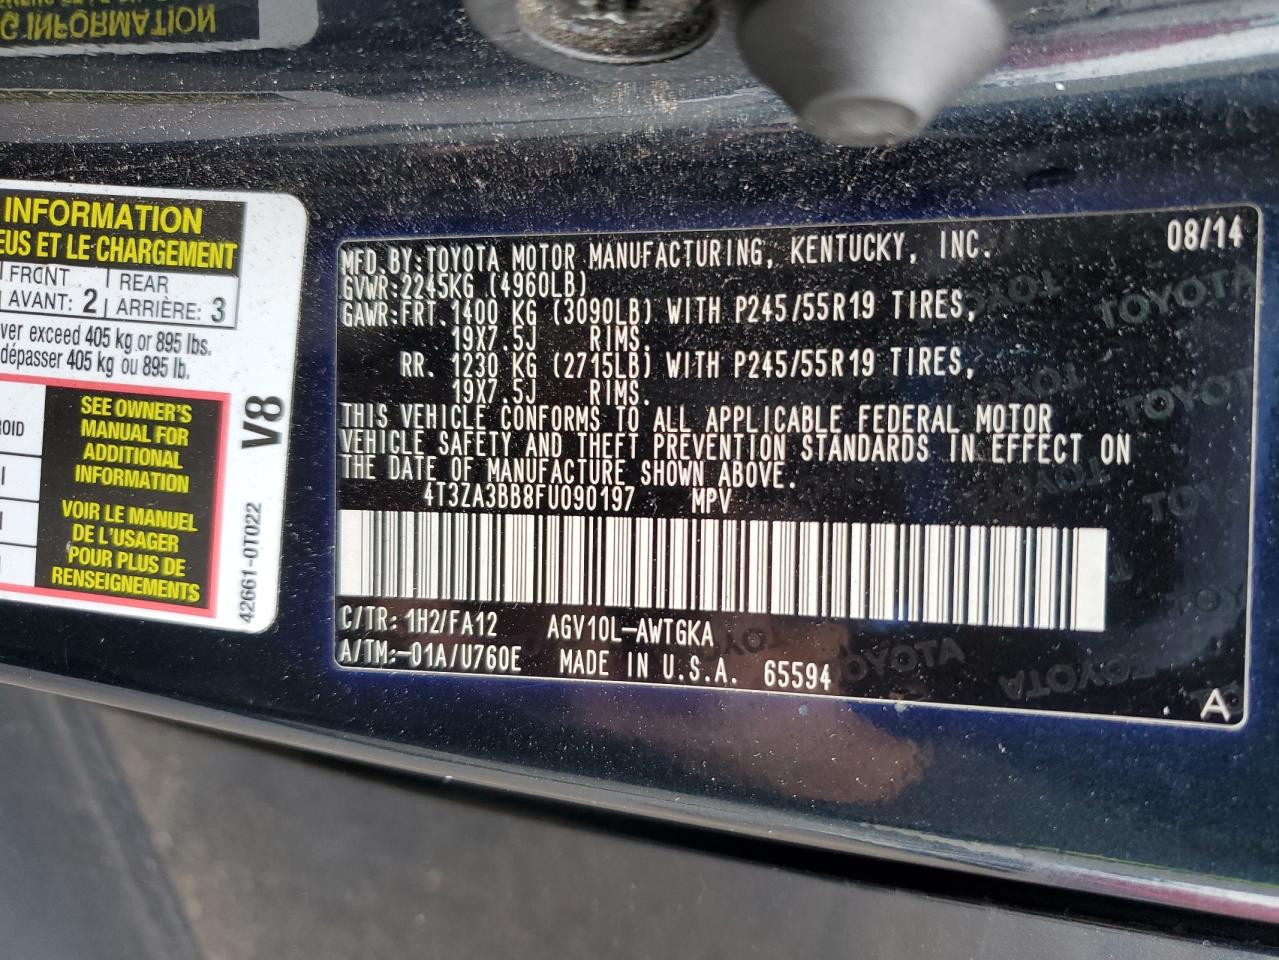 G INFORMATION
INFORMATION
EUS ET LE CHARGEMENT
FRONT
AVANT: 2
REAR
ARRIÈRE: 3
ver exceed 405 kg or 895 lbs.
dépasser 405 kg ou 895 lb.
SEE OWNER'S
MANUAL FOR
ADDITIONAL
INFORMATION
VOIR LE MANUEL
DE L'USAGER
POUR PLUS DE
RENSEIGNEMENTS
V8
42661-0T022
MFD.BY:TOYOTA MOTOR MANUFACTURING, KENTUCKY, INC. 08/14
GVWR:2245KG (4960LB)
GAWR:FRT.1400 KG (3090LB) WITH P245/55R19 TIRES,
19X7.5J RIMS.
RR. 1230 KG (2715LB) WITH P245/55R19 TIRES,
19X7.5J RIMS.
THIS VEHICLE CONFORMS TO ALL APPLICABLE FEDERAL MOTOR
VEHICLE SAFETY AND THEFT PREVENTION STANDARDS IN EFFECT ON
THE DATE OF MANUFACTURE SHOWN ABOVE.
4T3ZA3BB8FU090197 MPV
C/TR: 1H2/FA12 AGV10L-AWTGKA
A/TM:-01A/U760E MADE IN U.S.A. 65594
A
TOYOTA
TOYOTA
TOYOTA
TOYOTA
TOYOTA
TOYOTA